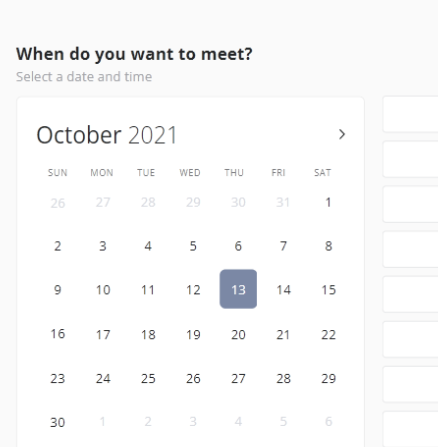 When do you want to meet?
Select a date and time
October 2021
SUN MON TUE WED THU FRI SAT
26 27 28 29 30 31 1
2 3 4 5 6 7 8
9 10 11 12 13 14 15
16 17 18 19 20 21 22
23 24 25 26 27 28 29
30 1 2 3 4 5 6